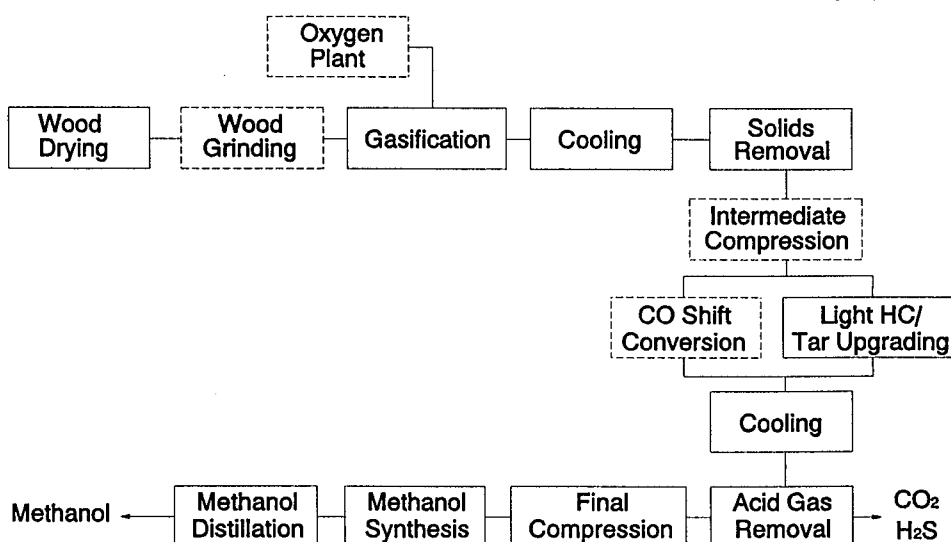 Oxygen
Plant
Wood
Drying
Wood
Grinding
Gasification
Cooling
Solids
Removal
Intermediate
Compression
CO Shift
Conversion
Light HC/
Tar Upgrading
Cooling
Methanol
Methanol
Distillation
Methanol
Synthesis
Final
Compression
Acid Gas
Removal
CO₂
H₂S